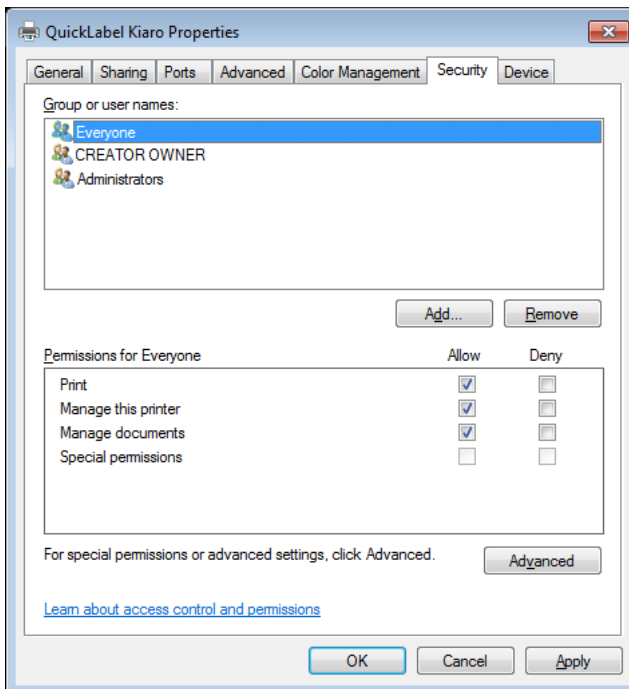 QuickLabel Kiaro Properties
General Sharing Ports Advanced Color Management Security Device
Group or user names:
Everyone
CREATOR OWNER
Administrators
Add... Remove
Permissions for Everyone Allow Deny
Print
Manage this printer
Manage documents
Special permissions
For special permissions or advanced settings, click Advanced.
Advanced
Learn about access control and permissions
OK Cancel Apply